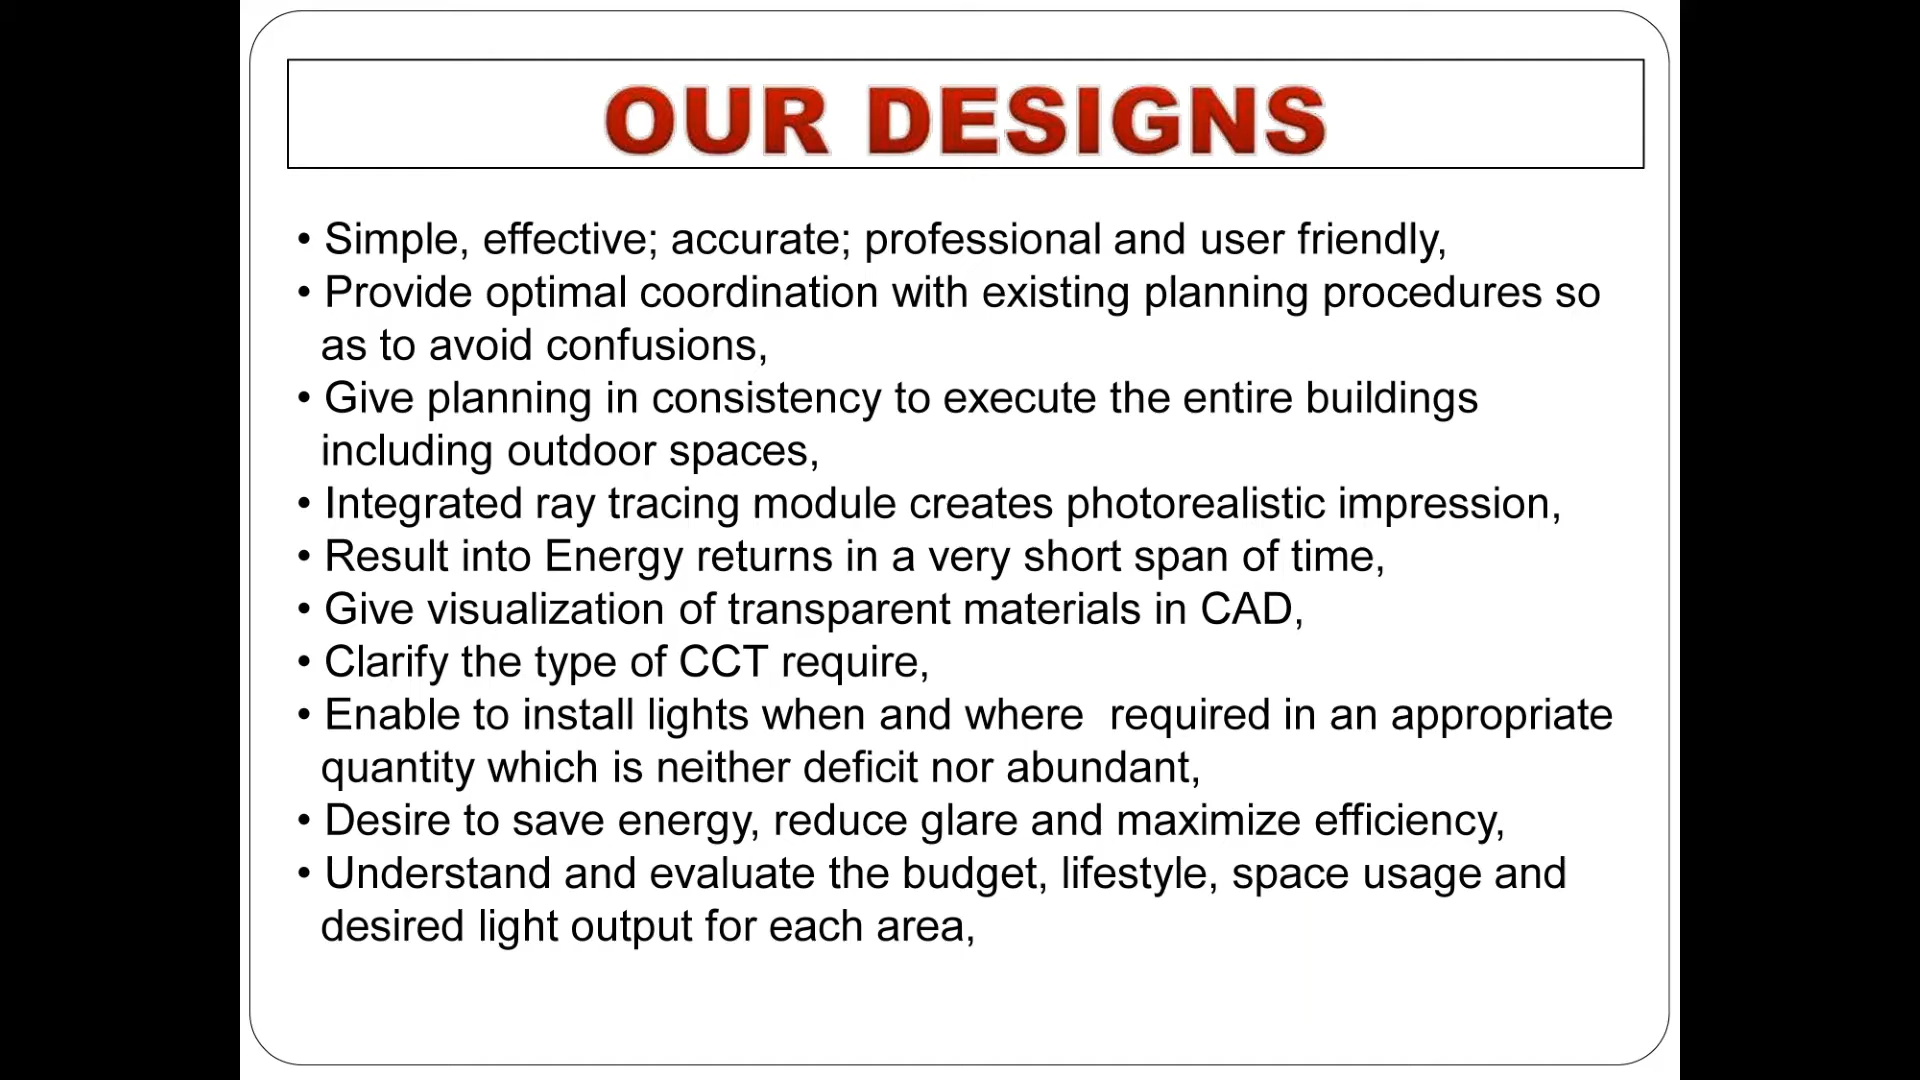 OUR DESIGNS
• Simple, effective; accurate; professional and user friendly,
• Provide optimal coordination with existing planning procedures so
as to avoid confusions,
• Give planning in consistency to execute the entire buildings
including outdoor spaces,
• Integrated ray tracing module creates photorealistic impression,
• Result into Energy returns in a very short span of time,
• Give visualization of transparent materials in CAD,
• Clarify the type of CCT require,
• Enable to install lights when and where  required in an appropriate
quantity which is neither deficit nor abundant,
• Desire to save energy, reduce glare and maximize efficiency,
• Understand and evaluate the budget, lifestyle, space usage and
desired light output for each area,